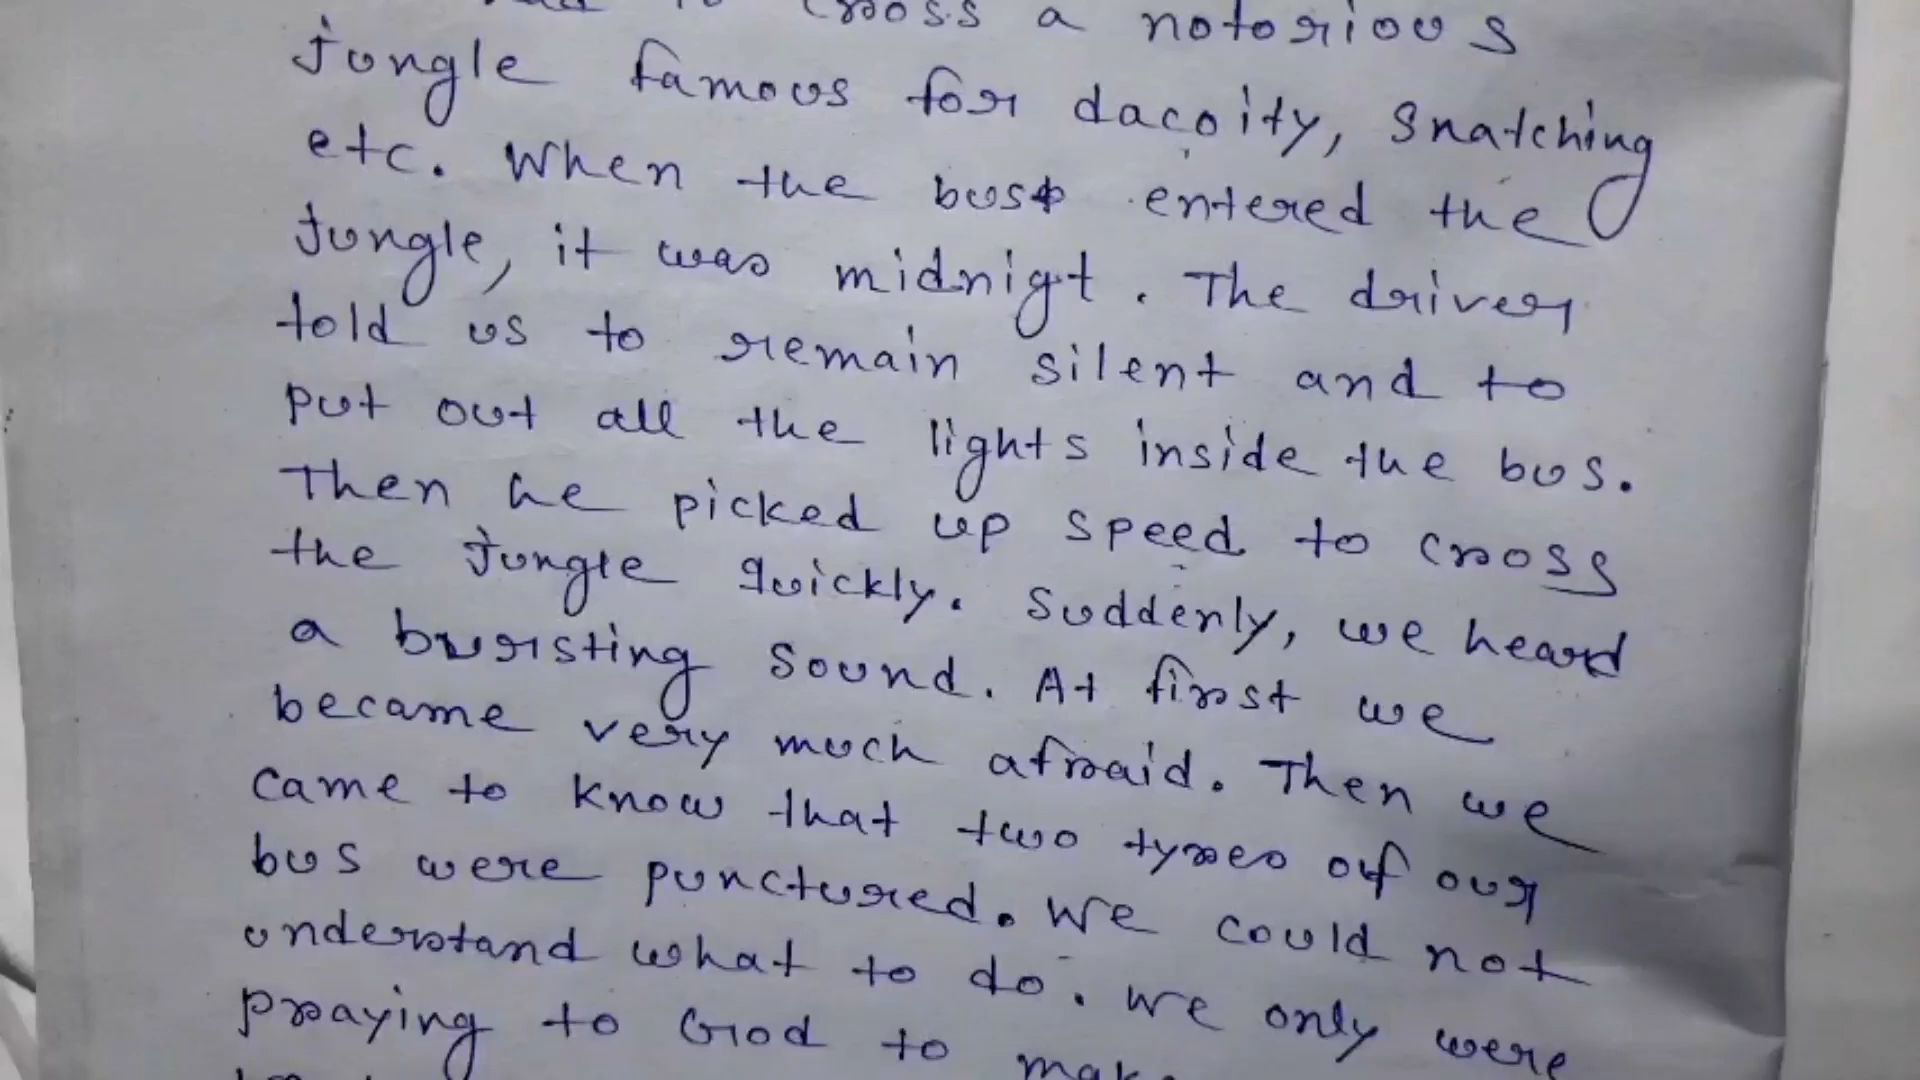 to cross a notorious
jungle famous for dacoity, Snatching
etc. When the bus entered the
jungle, it was midnigt. The driver
told us to remain silent and to
put out all the lights inside the bus.
Then he picked up speed to cross
the jungle quickly. Suddenly, we heard
a bursting sound. At first we
became very much afraid. Then we
came to know that two tyres of our
bus were punctured. We could not
understand what to do. We only were
praying to God to